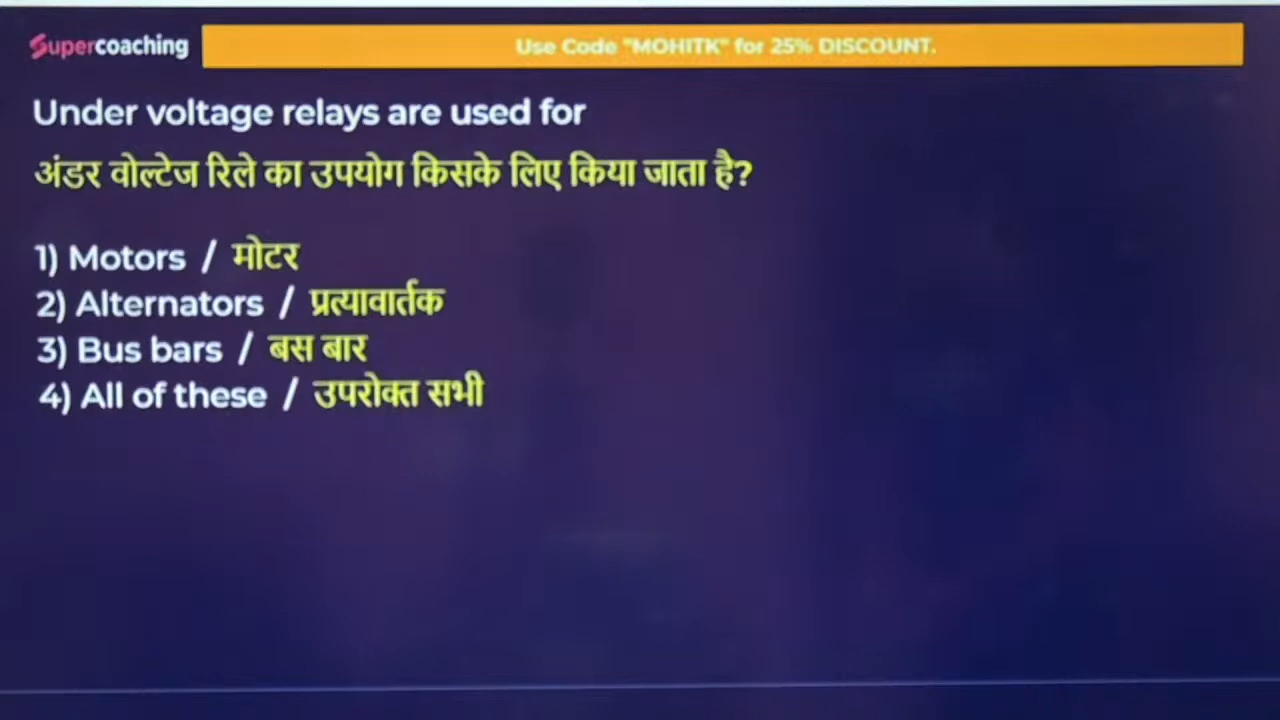 Supercoaching
Use Code "MOHITK" for 25% DISCOUNT.
Under voltage relays are used for
अंडर वोल्टेज रिले का उपयोग किसके लिए किया जाता है?
1) Motors / मोटर
2) Alternators / प्रत्यावार्तक
3) Bus bars / बस बार
4) All of these / उपरोक्त सभी